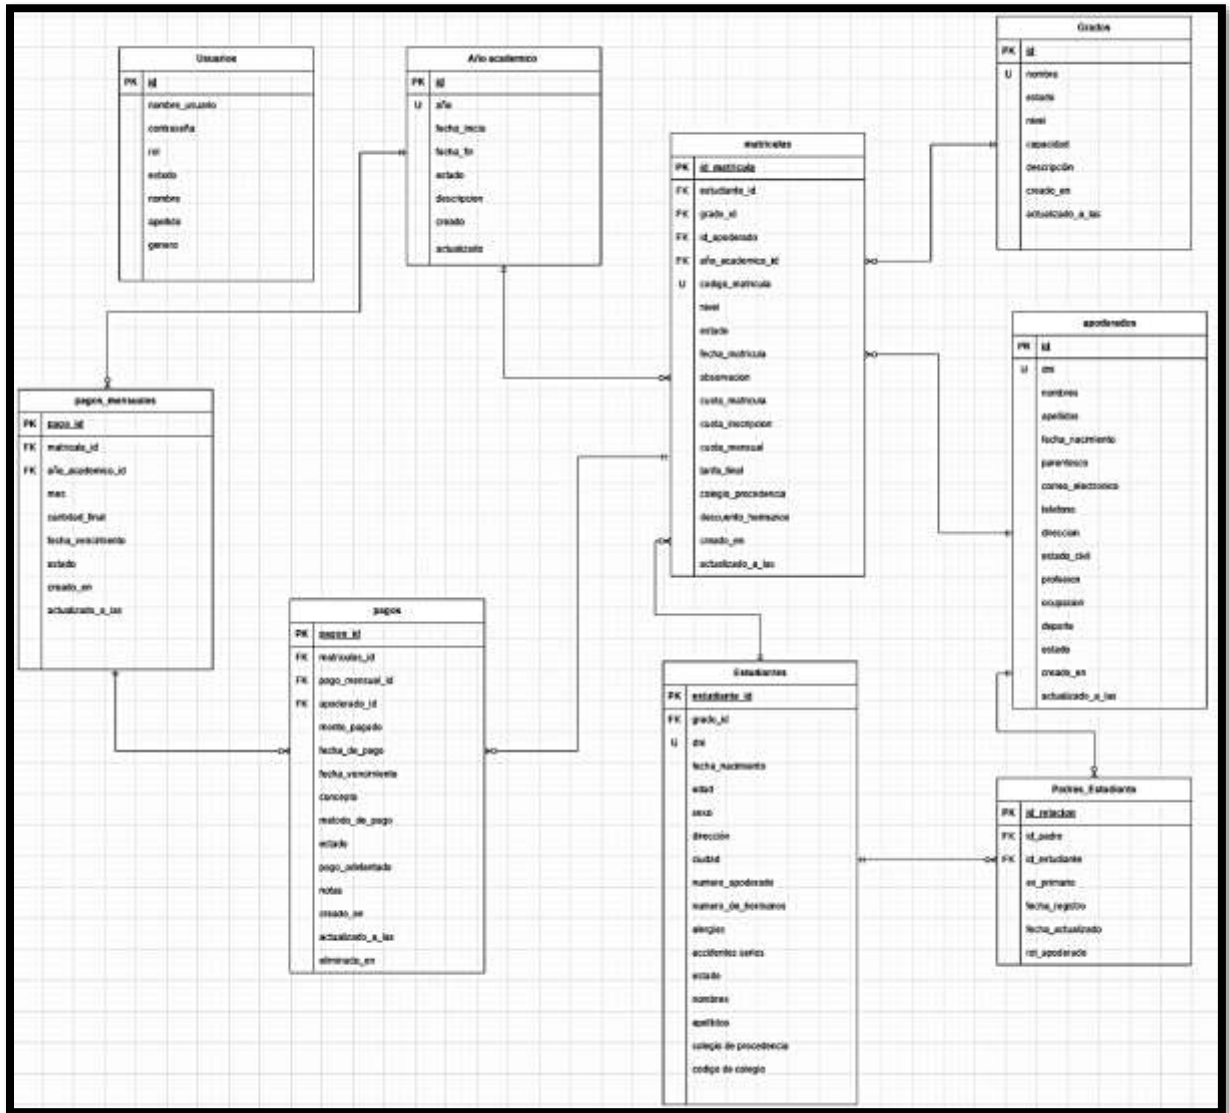 Usuarios
PK id
nombre_usuario
contraseña
rol
estado
nombre
apellido
genero
Año academico
PK id
U año
fecha_inicio
fecha_fin
estado
descripcion
creado
actualizado
Grados
PK id
U nombre
estado
nivel
capacidad
descripción
creado_en
actualizado_a_las
matriculas
PK id_matricula
FK estudiante_id
FK grado_id
FK id_apoderado
FK año_academico_id
U codigo_matricula
nivel
estado
fecha_matricula
observacion
cuota_matricula
cuota_inscripcion
cuota_mensual
tarifa_final
colegio_procedencia
descuento_hermanos
creado_en
actualizado_a_las
apoderados
PK id
U dni
nombres
apellidos
fecha_nacimiento
parentesco
correo_electronico
telefono
direccion
estado_civil
profesion
ocupacion
deporte
estado
creado_en
actualizado_a_las
pagos_mensuales
PK pago_id
FK matricula_id
FK año_academico_id
mes
cantidad_final
fecha_vencimiento
estado
creado_en
actualizado_a_las
pagos
PK pagos_id
FK matriculas_id
FK pago_mensual_id
FK apoderado_id
monto_pagado
fecha_de_pago
fecha_vencimiento
concepto
metodo_de_pago
estado
pago_adelantado
notas
creado_en
actualizado_a_las
eliminado_en
Estudiantes
PK estudiante_id
FK grado_id
U dni
fecha_nacimiento
edad
sexo
dirección
ciudad
numero_apoderado
numero_de_hermanos
alergias
accidentes serios
estado
nombres
apellidos
colegio de procedencia
codigo de colegio
Padres_Estudiante
PK id_relacion
FK id_padre
FK id_estudiante
es_primario
fecha_registro
fecha_actualizado
rol_apoderado